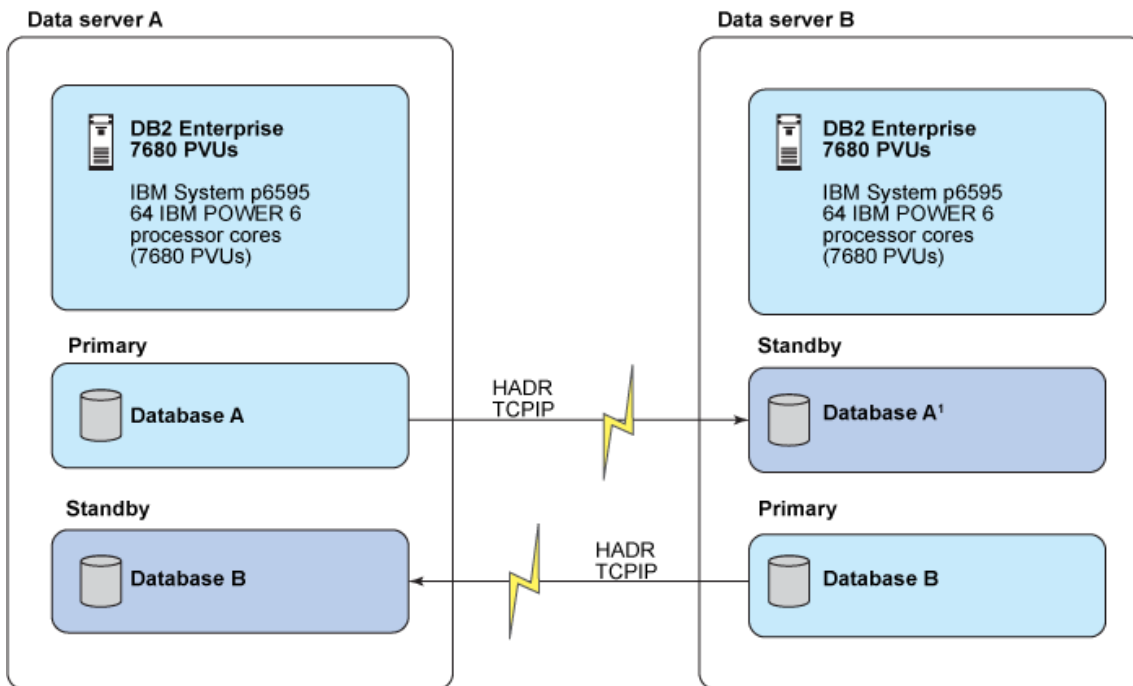 Data server A
DB2 Enterprise
7680 PVUs
IBM System p6595
64 IBM POWER 6
processor cores
(7680 PVUs)
Primary
Database A
Standby
Database B
HADR
TCPIP
HADR
TCPIP
Data server B
DB2 Enterprise
7680 PVUs
IBM System p6595
64 IBM POWER 6
processor cores
(7680 PVUs)
Standby
Database A¹
Primary
Database B